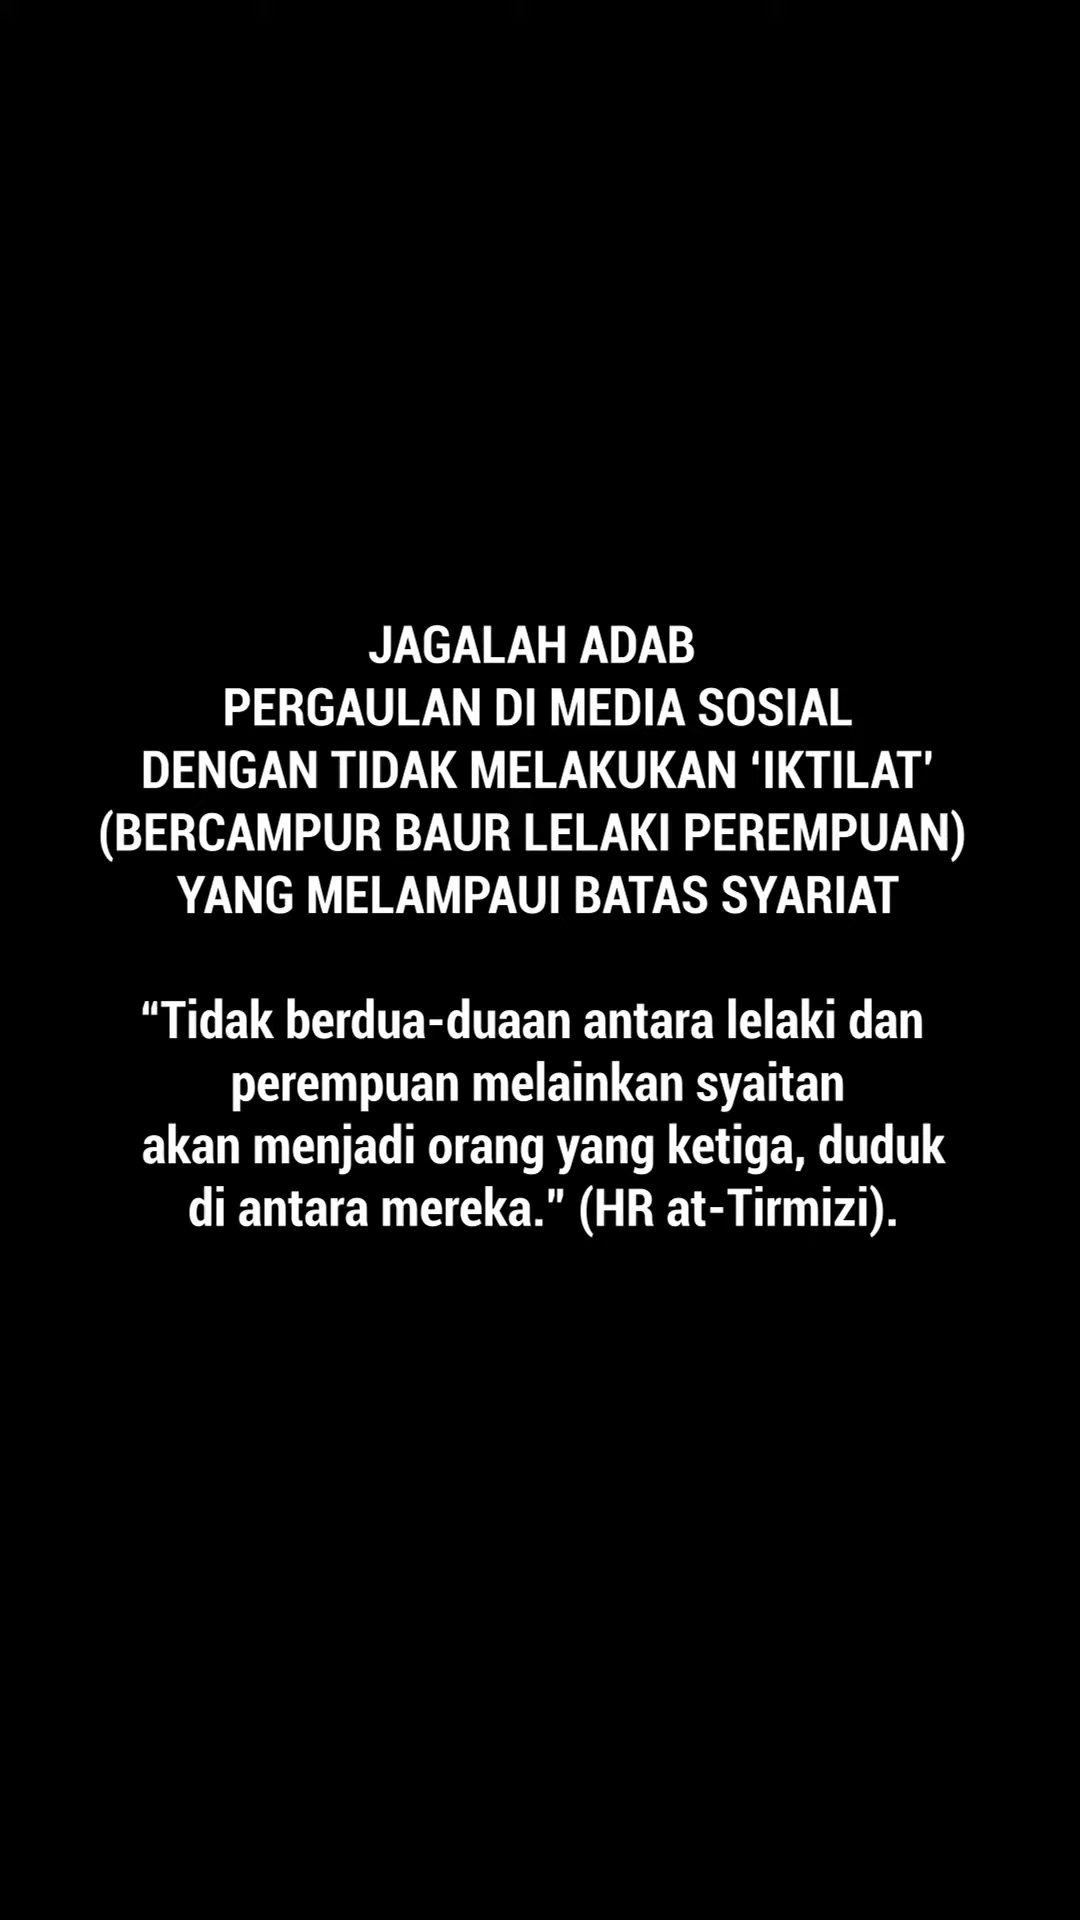 JAGALAH ADAB
PERGAULAN DI MEDIA SOSIAL
DENGAN TIDAK MELAKUKAN ‘IKTILAT’
(BERCAMPUR BAUR LELAKI PEREMPUAN)
YANG MELAMPAUI BATAS SYARIAT
“Tidak berdua-duaan antara lelaki dan
perempuan melainkan syaitan
akan menjadi orang yang ketiga, duduk
di antara mereka.” (HR at-Tirmizi).